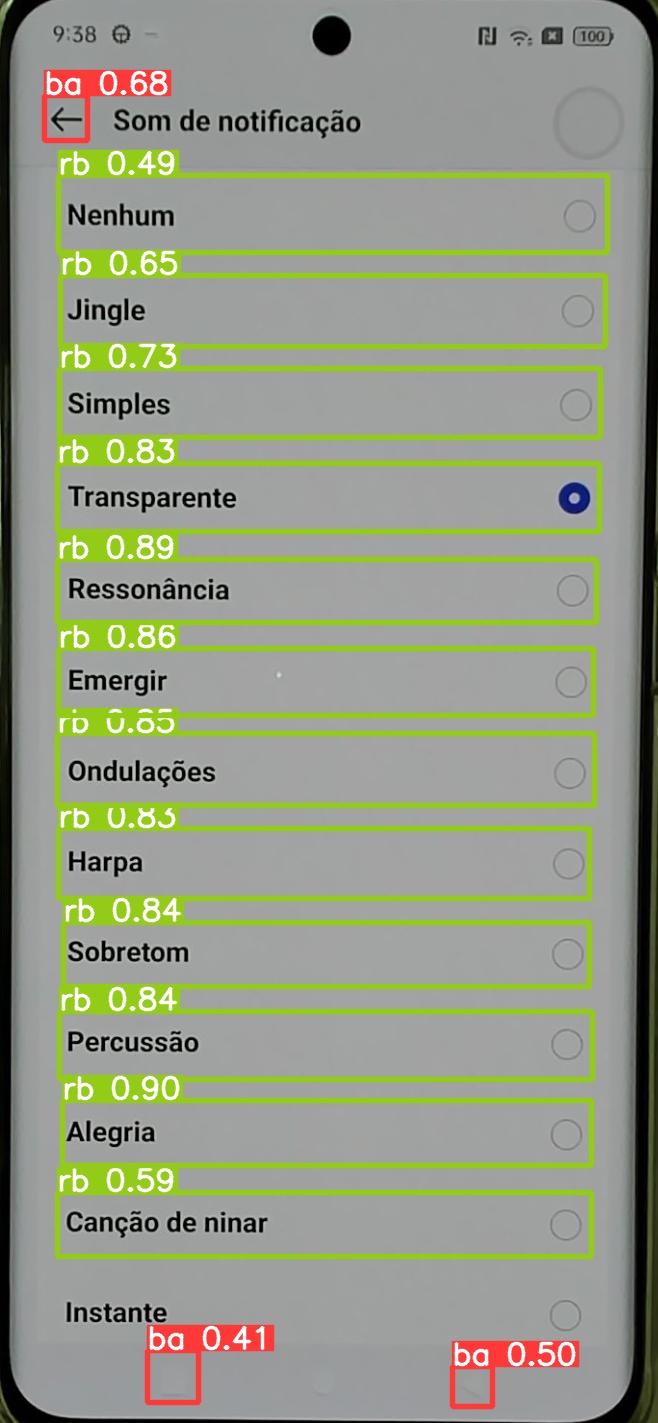 9:38 100
ba 0.68
Som de notificação
rb 0.49
Nenhum
rb 0.65
Jingle
rb 0.73
Simples
rb 0.83
Transparente
rb 0.89
Ressonância
rb 0.86
Emergir
rb 0.85
Ondulações
rb 0.83
Harpa
rb 0.84
Sobretom
rb 0.84
Percussão
rb 0.90
Alegria
rb 0.59
Canção de ninar
Instante
ba 0.41
ba 0.50